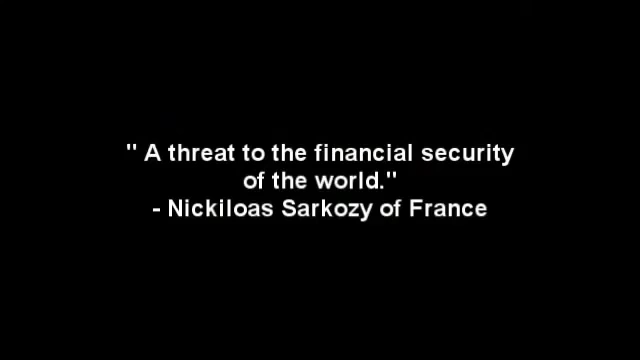 " A threat to the financial security
of the world."
- Nickiloas Sarkozy of France